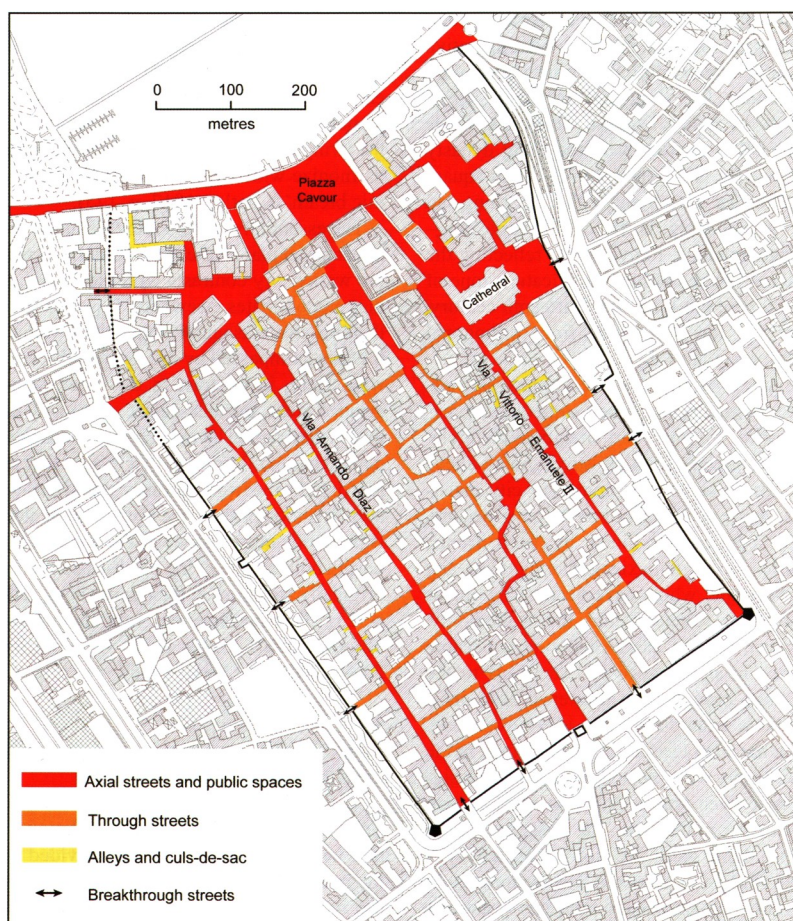 0 100 200
metres
Piazza
Cavour
Cathedral
Via Vittorio Emanuele II
Via Armando Diaz
Axial streets and public spaces
Through streets
Alleys and culs-de-sac
Breakthrough streets